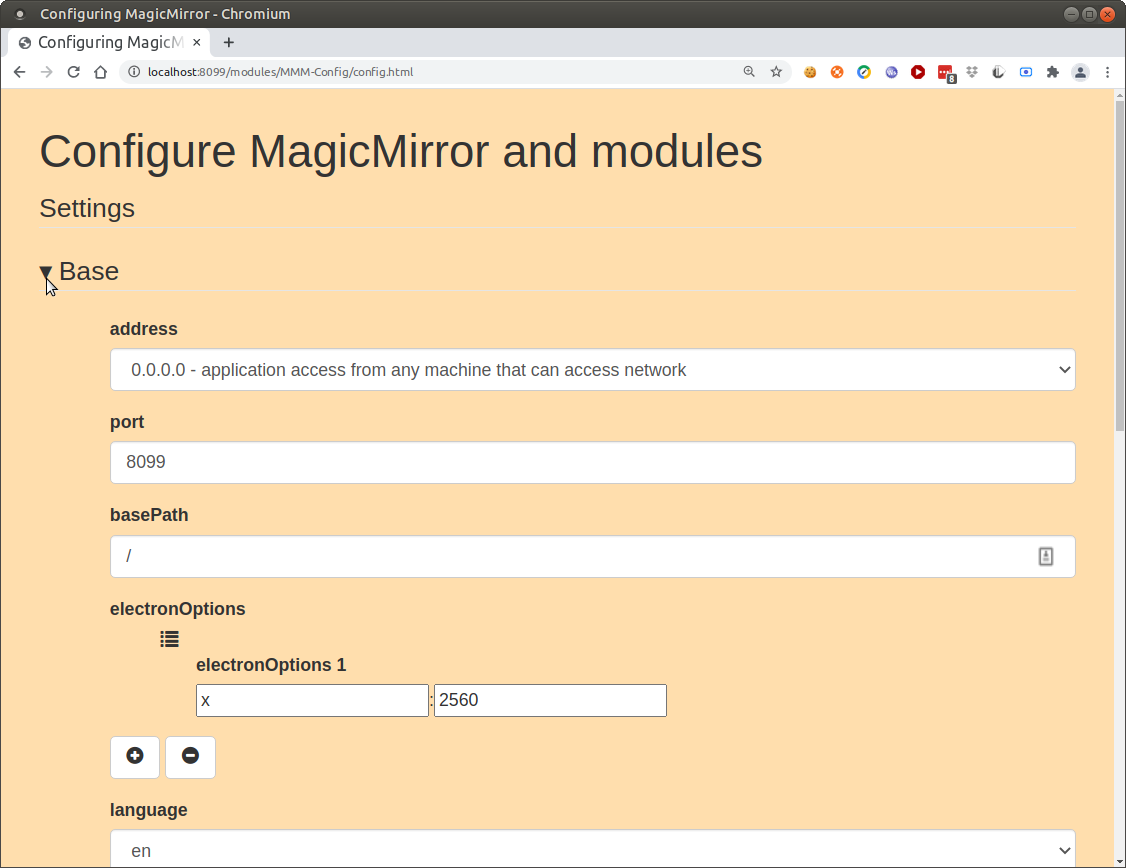 Configuring MagicMirror - Chromium
Configuring MagicM
localhost:8099/modules/MMM-Config/config.html
8
Configure MagicMirror and modules
Settings
▼ Base
address
0.0.0.0 - application access from any machine that can access network
port
8099
basePath
/
electronOptions
electronOptions 1
x : 2560
language
en